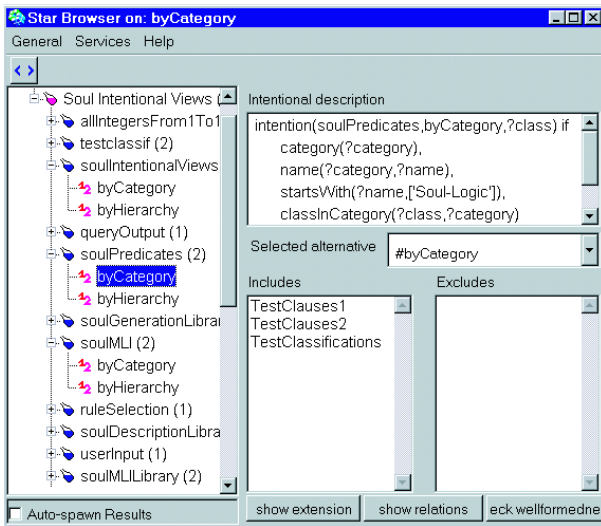 Star Browser on: byCategory
General Services Help
Soul Intentional Views (
allIntegersFrom1To1
testclassif (2)
soulIntentionalViews
byCategory
byHierarchy
queryOutput (1)
soulPredicates (2)
byCategory
byHierarchy
soulGenerationLibrar
soulMLI (2)
byCategory
byHierarchy
ruleSelection (1)
soulDescriptionLibra
userInput (1)
soulMLILibrary (2)
Auto-spawn Results
Intentional description
intention(soulPredicates,byCategory,?class) if
category(?category),
name(?category,?name),
startsWith(?name,['Soul-Logic']),
classInCategory(?class,?category)
Selected alternative #byCategory
Includes Excludes
TestClauses1
TestClauses2
TestClassifications
show extension show relations eck wellformedne